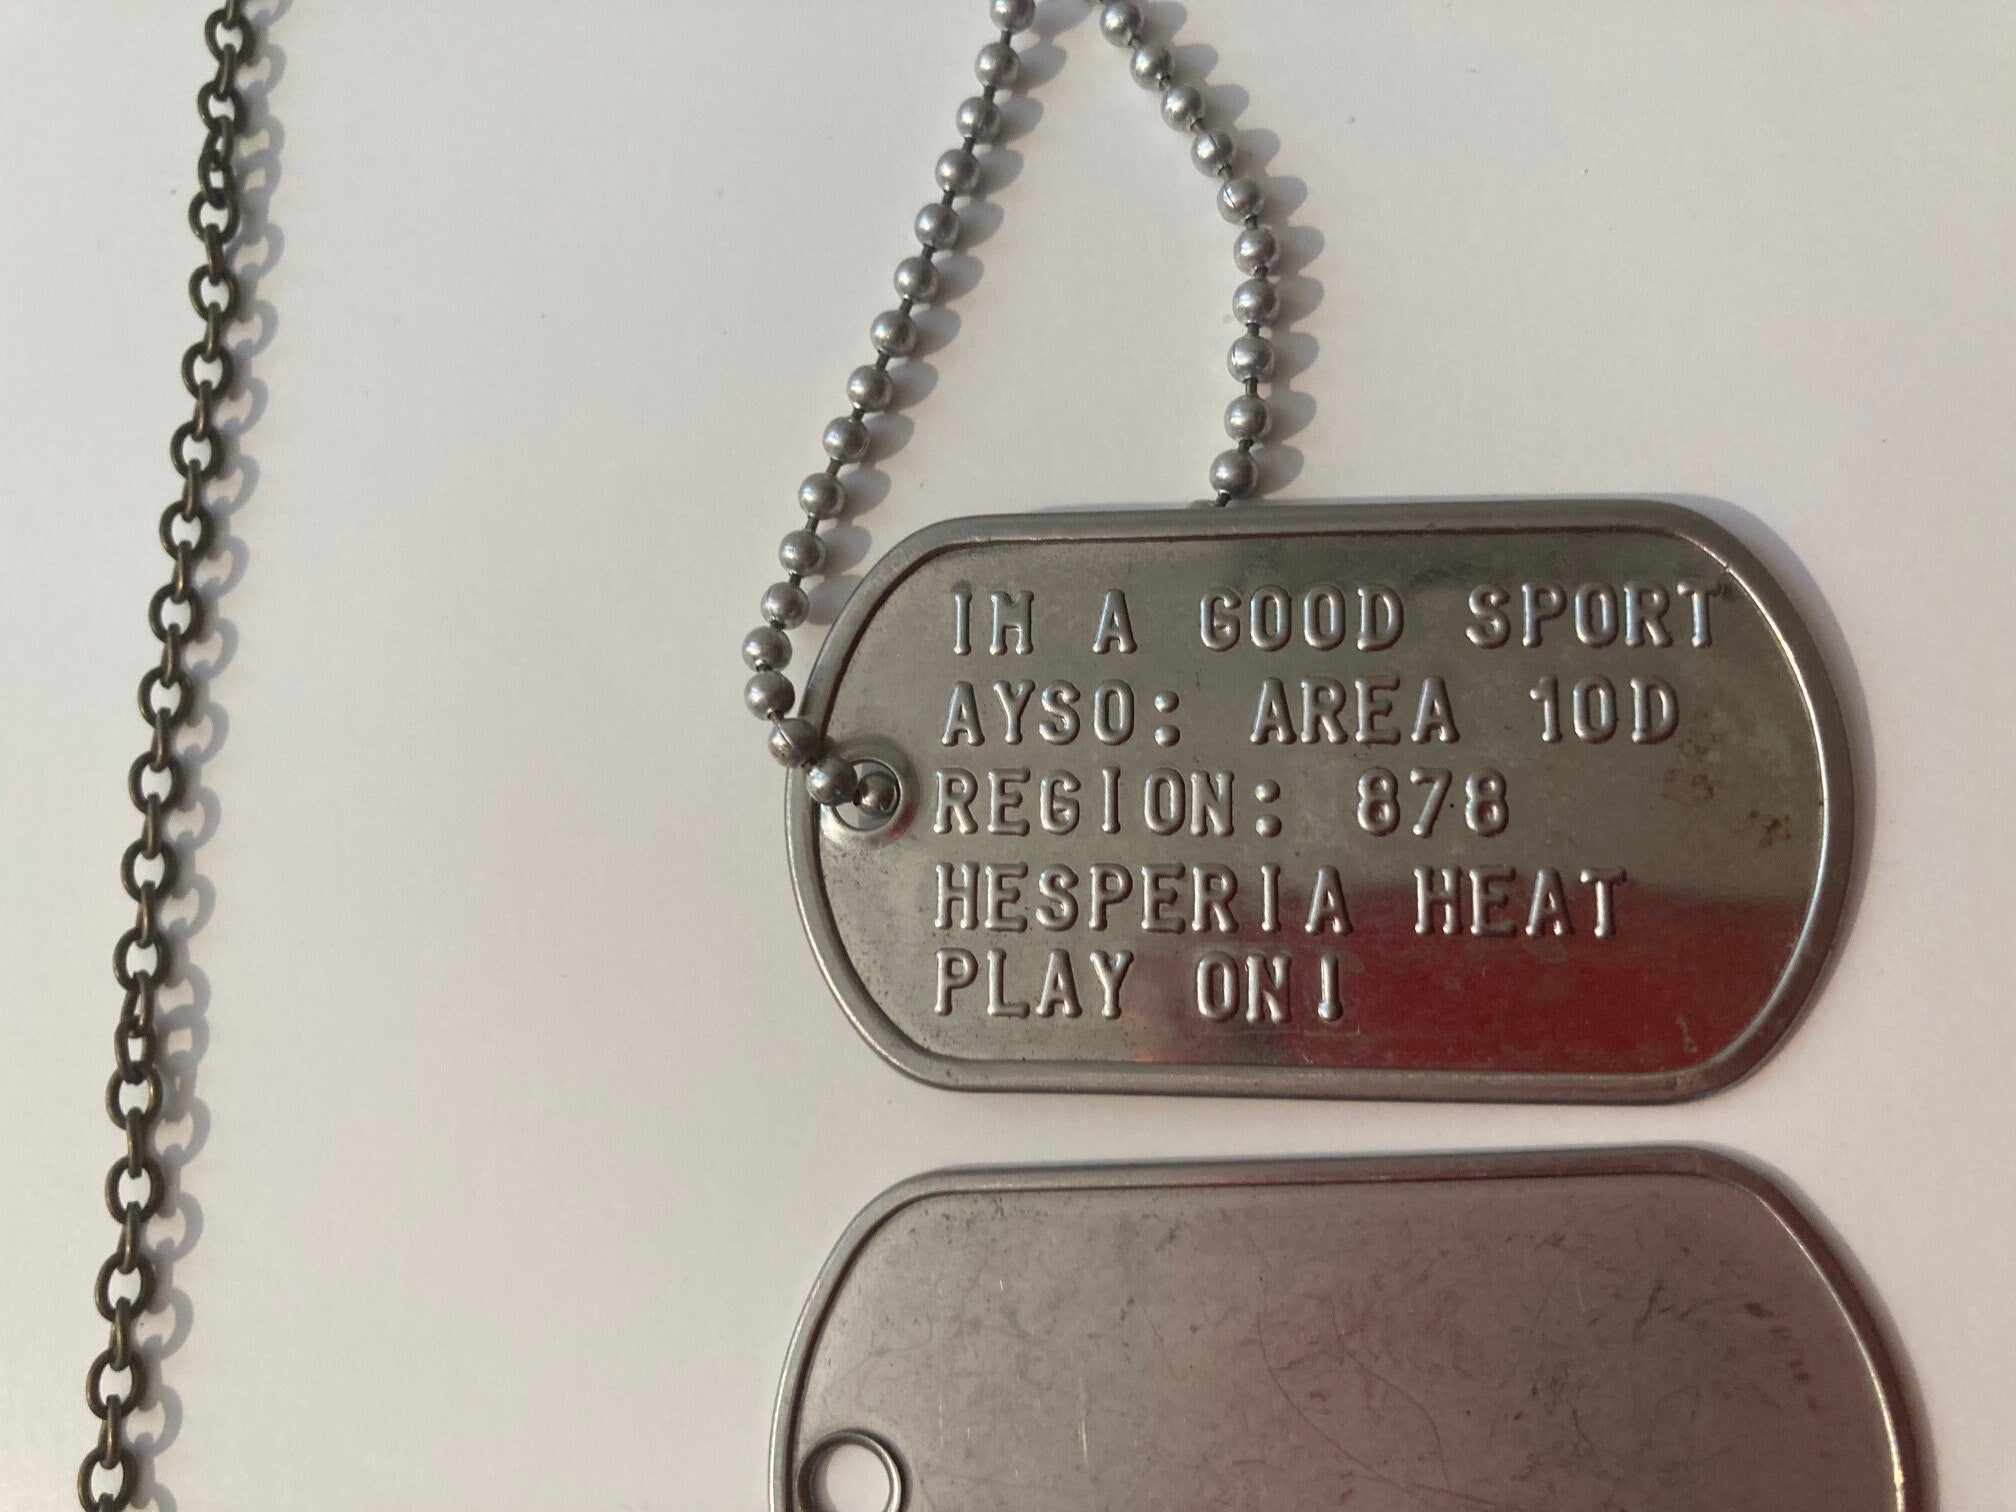 IM A GOOD SPORT
AYSO: AREA 10D
REGION: 878
HESPERIA HEAT
PLAY ON!